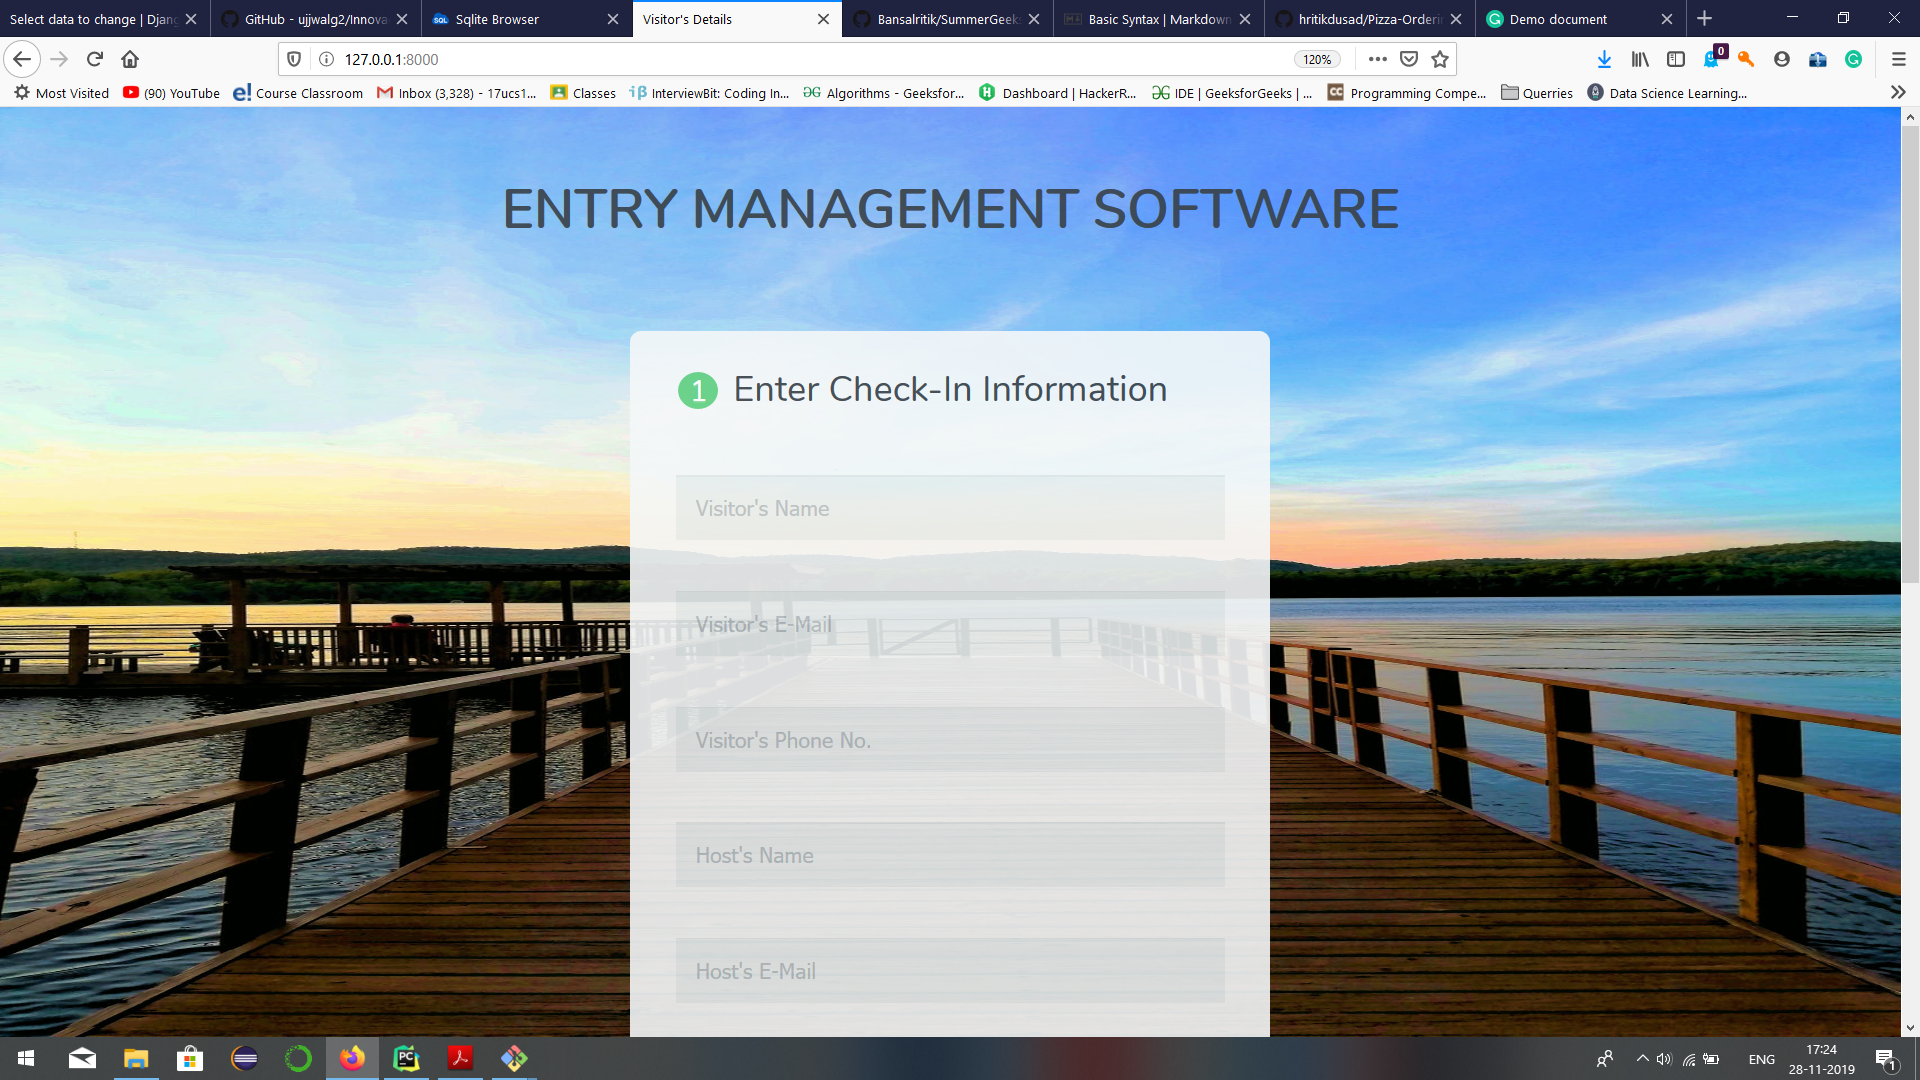 Select data to change | Djan
GitHub - ujjwalg2/Innova
Sqlite Browser
Visitor's Details
Bansalritik/SummerGeeks
Basic Syntax | Markdown
hritikdusad/Pizza-Orderi
Demo document
127.0.0.1:8000
120%
0
Most Visited
(90) YouTube
Course Classroom
Inbox (3,328) - 17ucs1...
Classes
InterviewBit: Coding In...
Algorithms - Geeksfor...
Dashboard | HackerR...
IDE | GeeksforGeeks | ...
Programming Compe...
Querries
Data Science Learning...
ENTRY MANAGEMENT SOFTWARE
1 Enter Check-In Information
Visitor's Name
Visitor's E-Mail
Visitor's Phone No.
Host's Name
Host's E-Mail
ENG
17:24
28-11-2019
1